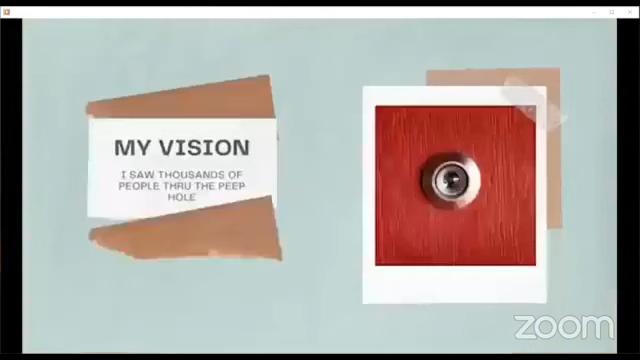 MY VISION
I SAW THOUSANDS OF
PEOPLE THRU THE PEEP
HOLE
zoom